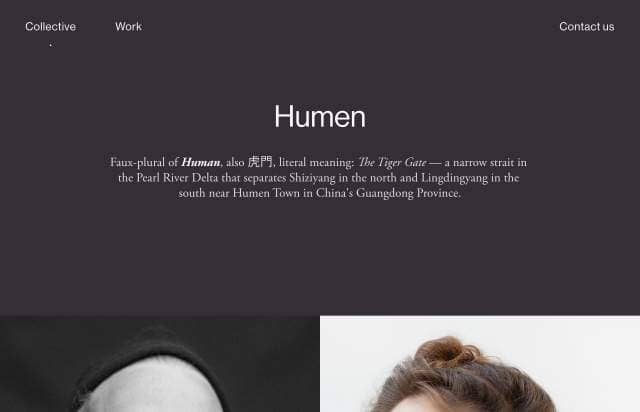 Collective Work Contact us
Humen
Faux-plural of Human, also 虎門, literal meaning: The Tiger Gate — a narrow strait in
the Pearl River Delta that separates Shiziyang in the north and Lingdingyang in the
south near Humen Town in China's Guangdong Province.